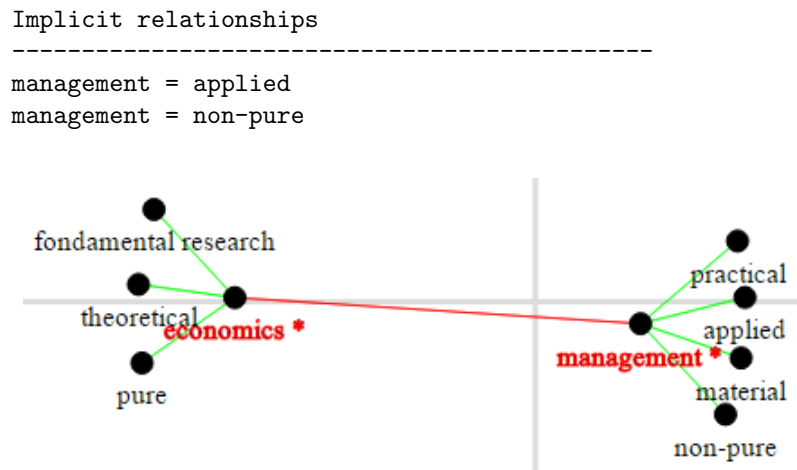 Implicit relationships
----------------------------------------------
management = applied
management = non-pure
fondamental research
practical
theoretical
economics *
applied
management *
material
pure
non-pure